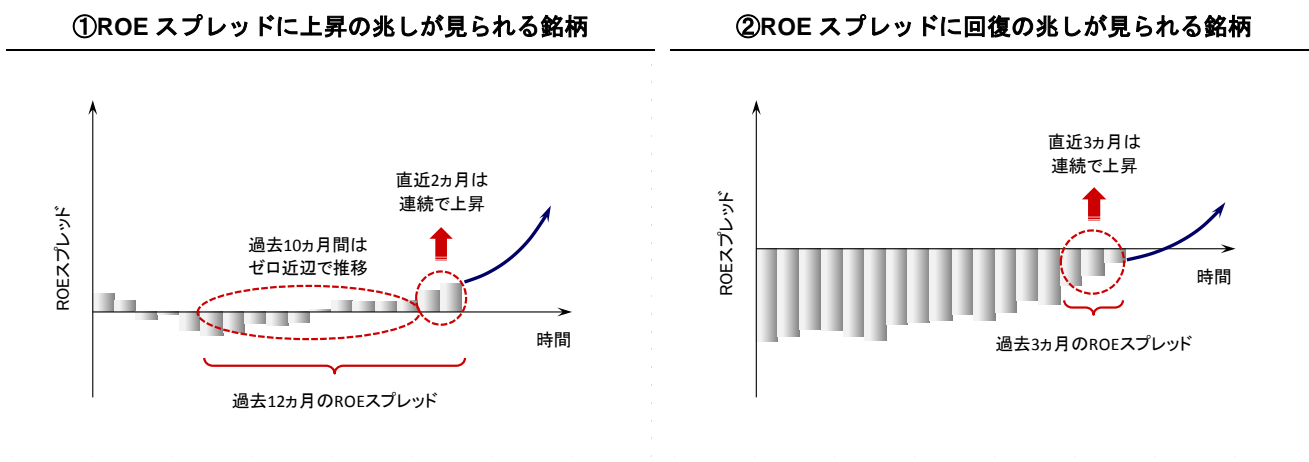 ①ROE スプレッドに上昇の兆しが見られる銘柄
ROEスプレッド
過去10ヵ月間は
ゼロ近辺で推移
直近2ヵ月は
連続で上昇
時間
過去12ヵ月のROEスプレッド
②ROE スプレッドに回復の兆しが見られる銘柄
ROEスプレッド
直近3ヵ月は
連続で上昇
時間
過去3ヵ月のROEスプレッド